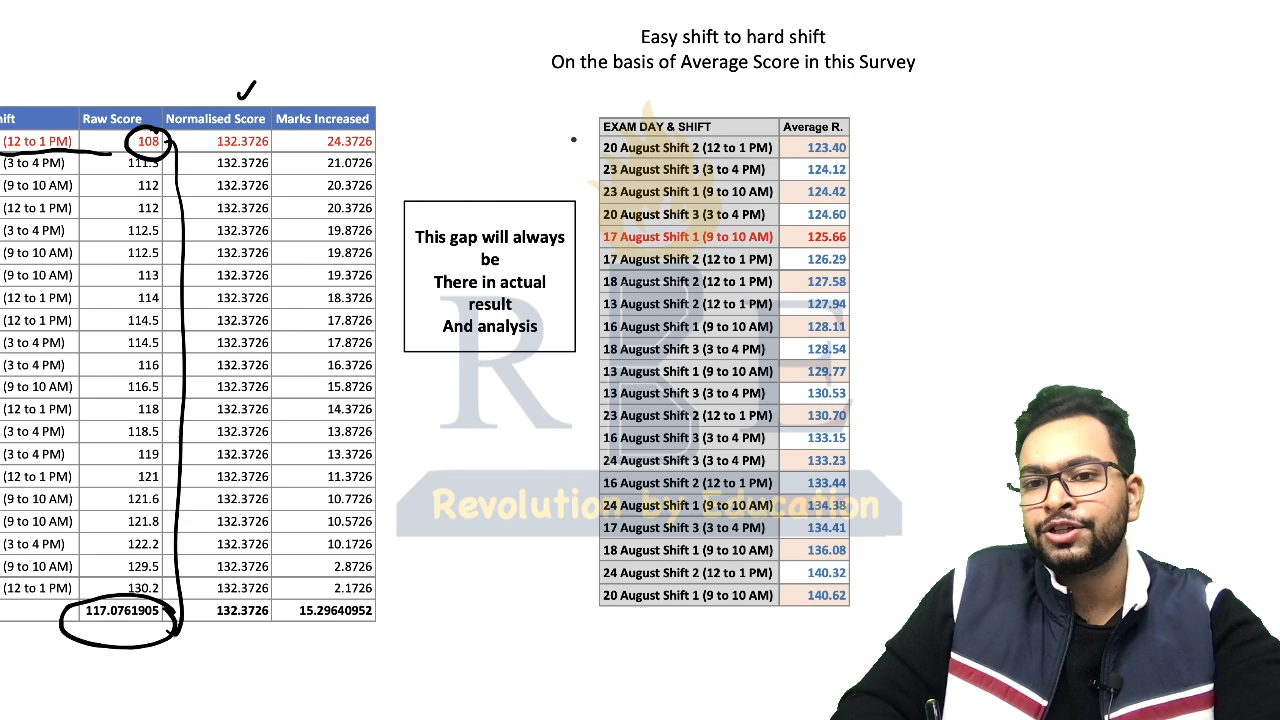 Easy shift to hard shift
On the basis of Average Score in this Survey
ift Raw Score Normalised Score Marks Increased
(12 to 1 PM) 108 132.3726 24.3726
(3 to 4 PM) 111.5 132.3726 21.0726
(9 to 10 AM) 112 132.3726 20.3726
(12 to 1 PM) 112 132.3726 20.3726
(3 to 4 PM) 112.5 132.3726 19.8726
(9 to 10 AM) 112.5 132.3726 19.8726
(9 to 10 AM) 113 132.3726 19.3726
(12 to 1 PM) 114 132.3726 18.3726
(12 to 1 PM) 114.5 132.3726 17.8726
(3 to 4 PM) 114.5 132.3726 17.8726
(3 to 4 PM) 116 132.3726 16.3726
(9 to 10 AM) 116.5 132.3726 15.8726
(12 to 1 PM) 118 132.3726 14.3726
(3 to 4 PM) 118.5 132.3726 13.8726
(3 to 4 PM) 119 132.3726 13.3726
(12 to 1 PM) 121 132.3726 11.3726
(9 to 10 AM) 121.6 132.3726 10.7726
(9 to 10 AM) 121.8 132.3726 10.5726
(3 to 4 PM) 122.2 132.3726 10.1726
(9 to 10 AM) 129.5 132.3726 2.8726
(12 to 1 PM) 130.2 132.3726 2.1726
117.0761905 132.3726 15.29640952
This gap will always
be
There in actual
result
And analysis
EXAM DAY & SHIFT Average R.
20 August Shift 2 (12 to 1 PM) 123.40
23 August Shift 3 (3 to 4 PM) 124.12
23 August Shift 1 (9 to 10 AM) 124.42
20 August Shift 3 (3 to 4 PM) 124.60
17 August Shift 1 (9 to 10 AM) 125.66
17 August Shift 2 (12 to 1 PM) 126.29
18 August Shift 2 (12 to 1 PM) 127.58
13 August Shift 2 (12 to 1 PM) 127.94
16 August Shift 1 (9 to 10 AM) 128.11
18 August Shift 3 (3 to 4 PM) 128.54
13 August Shift 1 (9 to 10 AM) 129.77
13 August Shift 3 (3 to 4 PM) 130.53
23 August Shift 2 (12 to 1 PM) 130.70
16 August Shift 3 (3 to 4 PM) 133.15
24 August Shift 3 (3 to 4 PM) 133.23
16 August Shift 2 (12 to 1 PM) 133.44
24 August Shift 1 (9 to 10 AM) 134.38
17 August Shift 3 (3 to 4 PM) 134.41
18 August Shift 1 (9 to 10 AM) 136.08
24 August Shift 2 (12 to 1 PM) 140.32
20 August Shift 1 (9 to 10 AM) 140.62
RBE
Revolution by Education